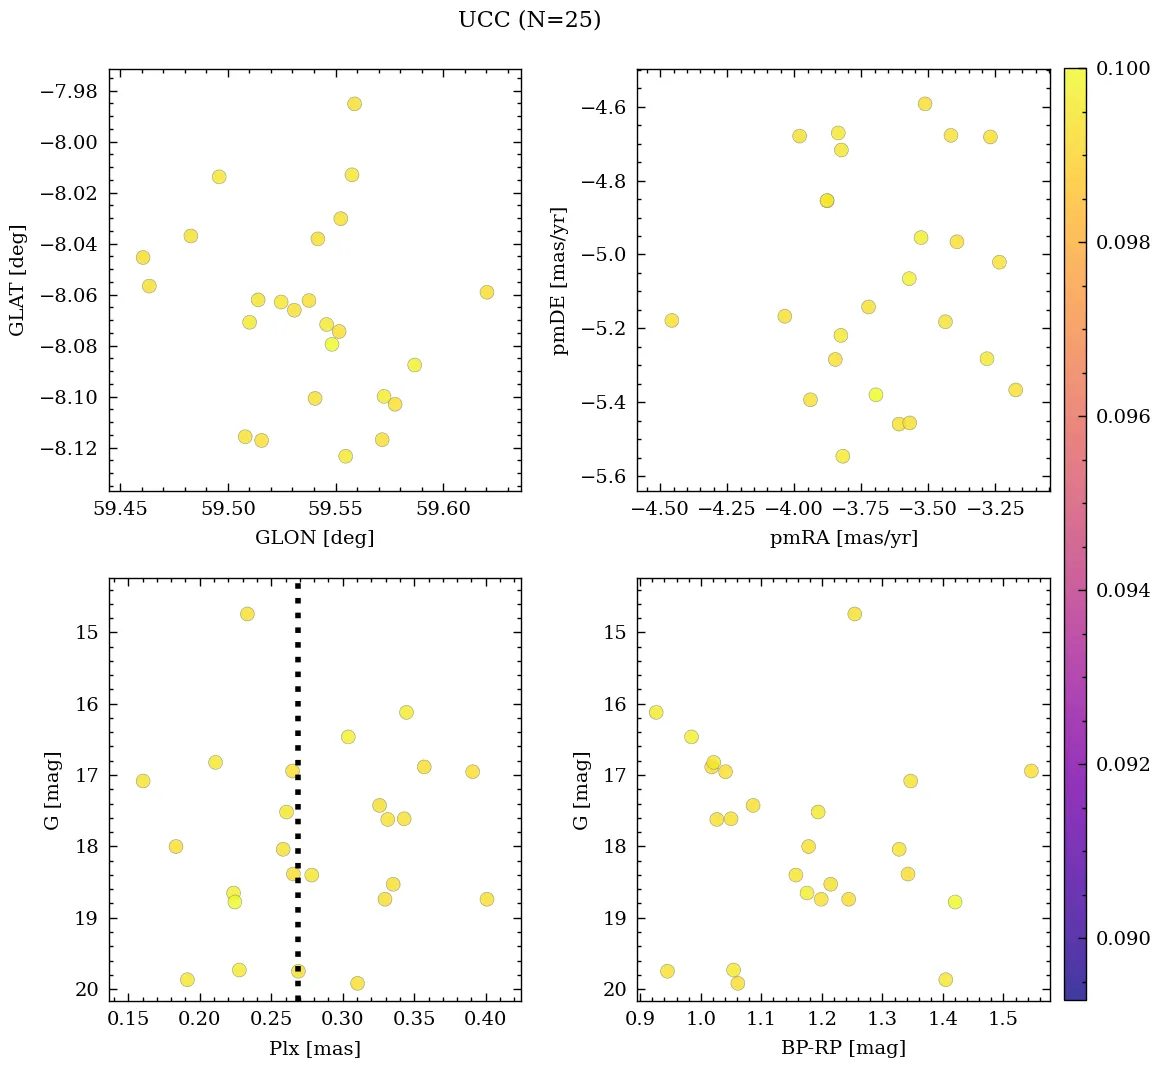 UCC (N=25)
−7.98
−8.00
−8.02
−8.04
−8.06
−8.08
−8.10
−8.12
GLAT [deg]
59.45 59.50 59.55 59.60
GLON [deg]
−4.6
−4.8
−5.0
−5.2
−5.4
−5.6
pmDE [mas/yr]
−4.50 −4.25 −4.00 −3.75 −3.50 −3.25
pmRA [mas/yr]
0.100
0.098
0.096
0.094
0.092
0.090
15
16
17
18
19
20
G [mag]
0.15 0.20 0.25 0.30 0.35 0.40
Plx [mas]
15
16
17
18
19
20
G [mag]
0.9 1.0 1.1 1.2 1.3 1.4 1.5
BP-RP [mag]